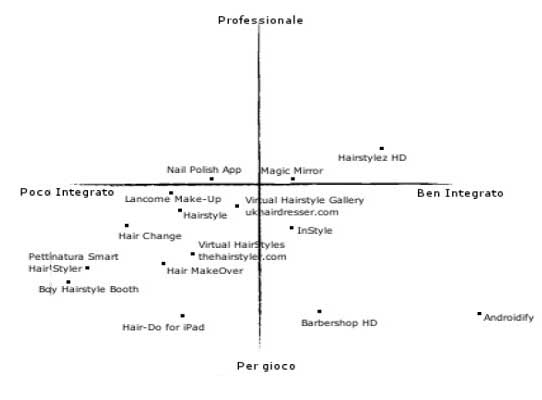 Professionale
Hairstylez HD
Nail Polish App
Magic Mirror
Poco Integrato
Ben Integrato
Lancome Make-Up
Virtual Hairstyle Gallery
ukhairdresser.com
Hairstyle
InStyle
Hair Change
Virtual HairStyles
thehairstyler.com
Pettinatura Smart
Hair Styler
Hair MakeOver
Boy Hairstyle Booth
Hair-Do for iPad
Barbershop HD
Androidify
Per gioco